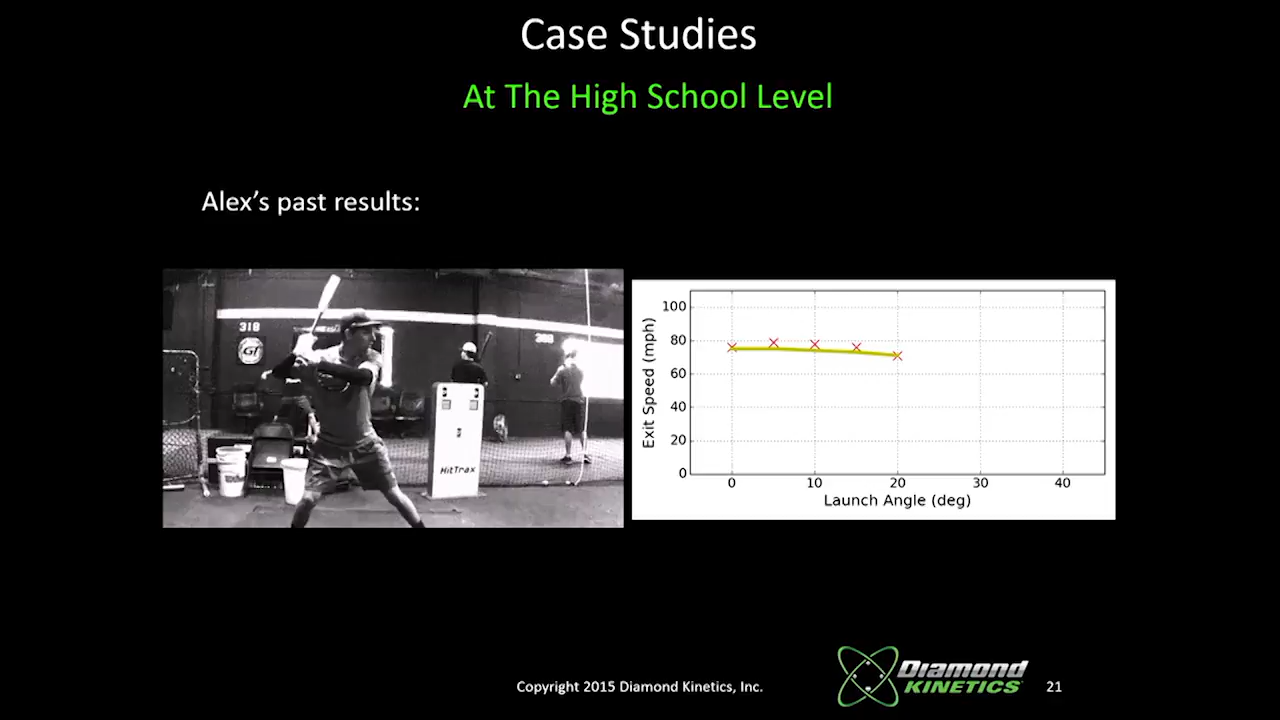 Case Studies
At The High School Level
Alex's past results:
318
GI
HitTrax
100
80
60
40
20
0
Exit Speed (mph)
0 10 20 30 40
Launch Angle (deg)
Copyright 2015 Diamond Kinetics, Inc.
Diamond
KINETICS
21